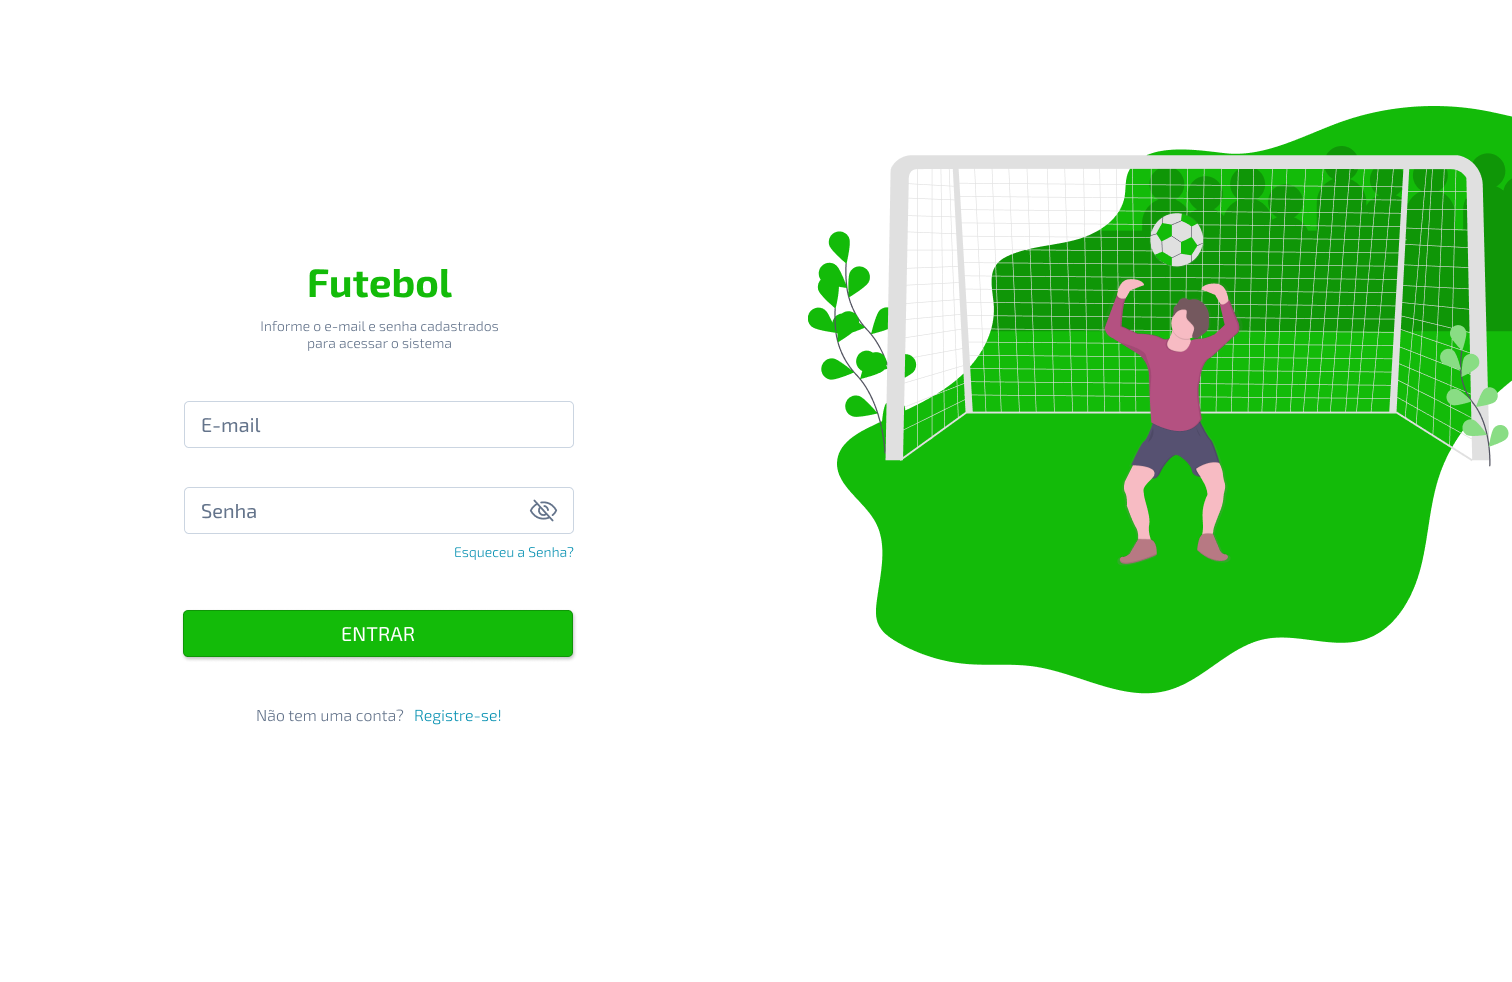 Futebol
Informe o e-mail e senha cadastrados
para acessar o sistema
E-mail
Senha
Esqueceu a Senha?
ENTRAR
Não tem uma conta? Registre-se!